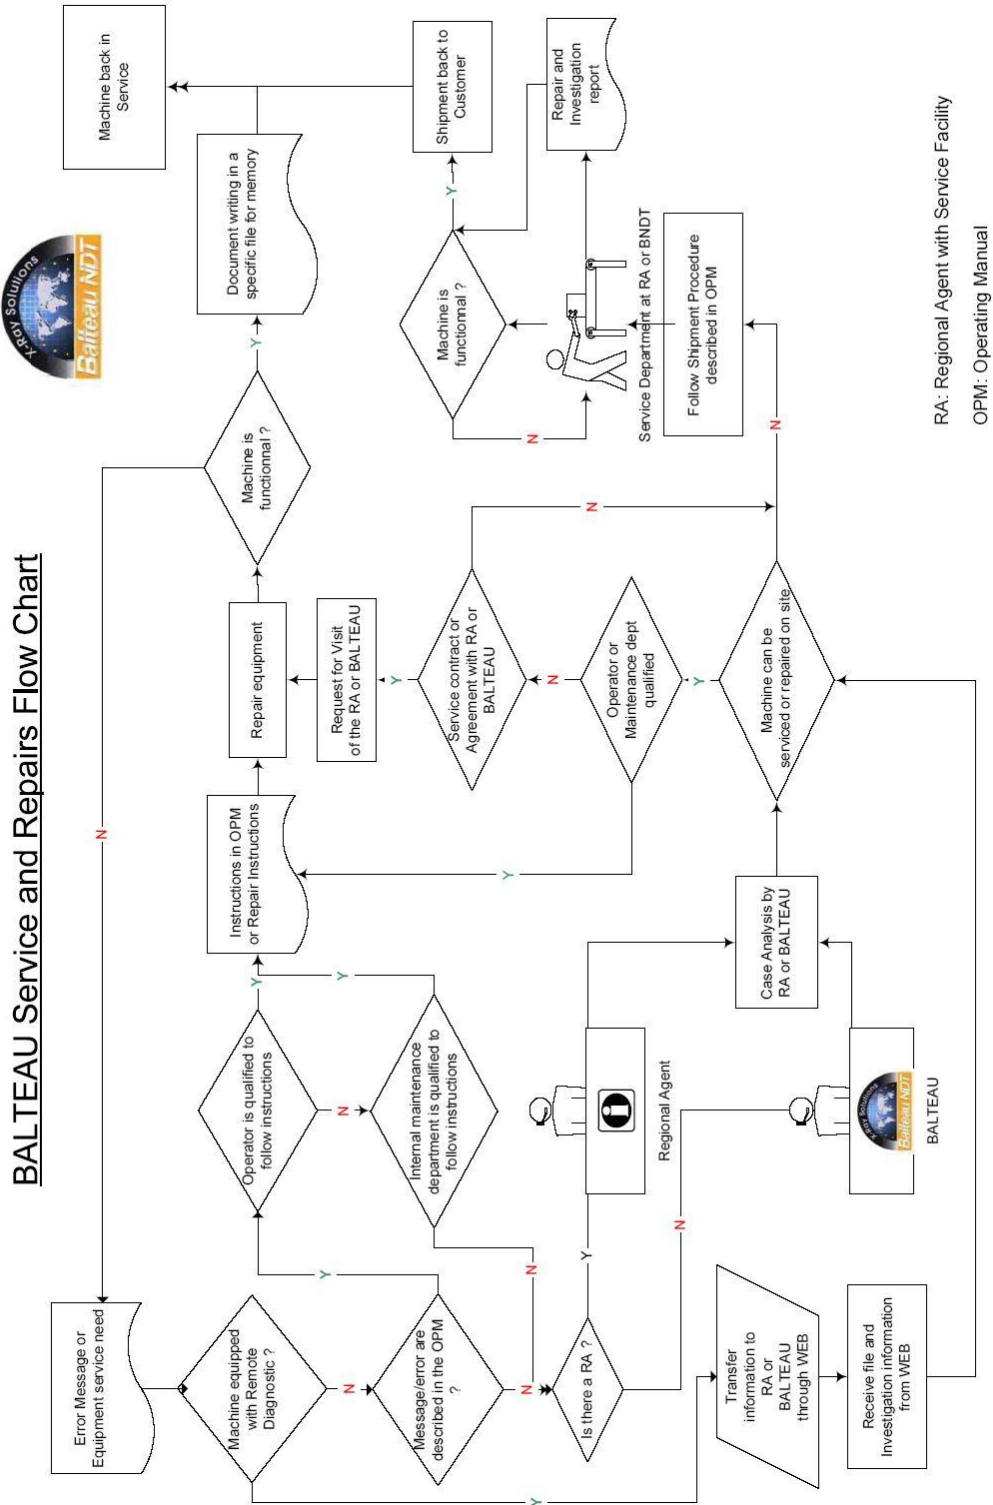 BALTEAU Service and Repairs Flow Chart
X-Ray Solutions
Balteau NDT
Error Message or
Equipment service need
Machine equipped
with Remote
Diagnostic ?
N
Y
Message/error are
described in the OPM
?
Y
N
Operator is qualified to
follow instructions
Y
N
Internal maintenance
department is qualified to
follow instructions
Y
N
Is there a RA ?
Y
N
Transfer
information to
RA or
BALTEAU
through WEB
Receive file and
Investigation information
from WEB
Regional Agent
X-Ray Solutions
Balteau NDT
BALTEAU
Case Analysis by
RA or BALTEAU
Instructions in OPM
or Repair Instructions
Y
Repair equipment
Request for Visit
of the RA or BALTEAU
Y
Service contract or
Agreement with RA or
BALTEAU
N
N
Operator or
Maintenance dept
qualified
Y
Machine can be
serviced or repaired on site
N
Machine is
functionnal ?
N
Y
Document writing in a
specific file for memory
Machine back in
Service
Machine is
functionnal ?
N
Y
Shipment back to
Customer
Service Department at RA or BNDT
Repair and
Investigation
report
Follow Shipment Procedure
described in OPM
RA: Regional Agent with Service Facility
OPM: Operating Manual